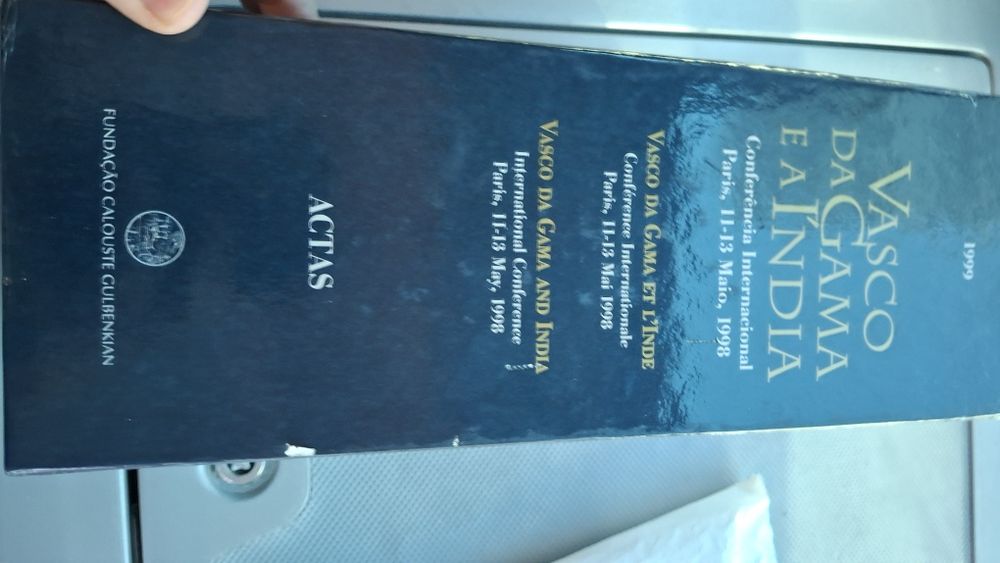 1999
VASCO
DA GAMA
E A ÍNDIA
Conferência Internacional
Paris, 11-13 Maio, 1998
VASCO DA GAMA ET L'INDE
Conférence Internationale
Paris, 11-13 Mai 1998
VASCO DA GAMA AND INDIA
International Conference
Paris, 11-13 May, 1998
ACTAS
FUNDAÇÃO CALOUSTE GULBENKIAN